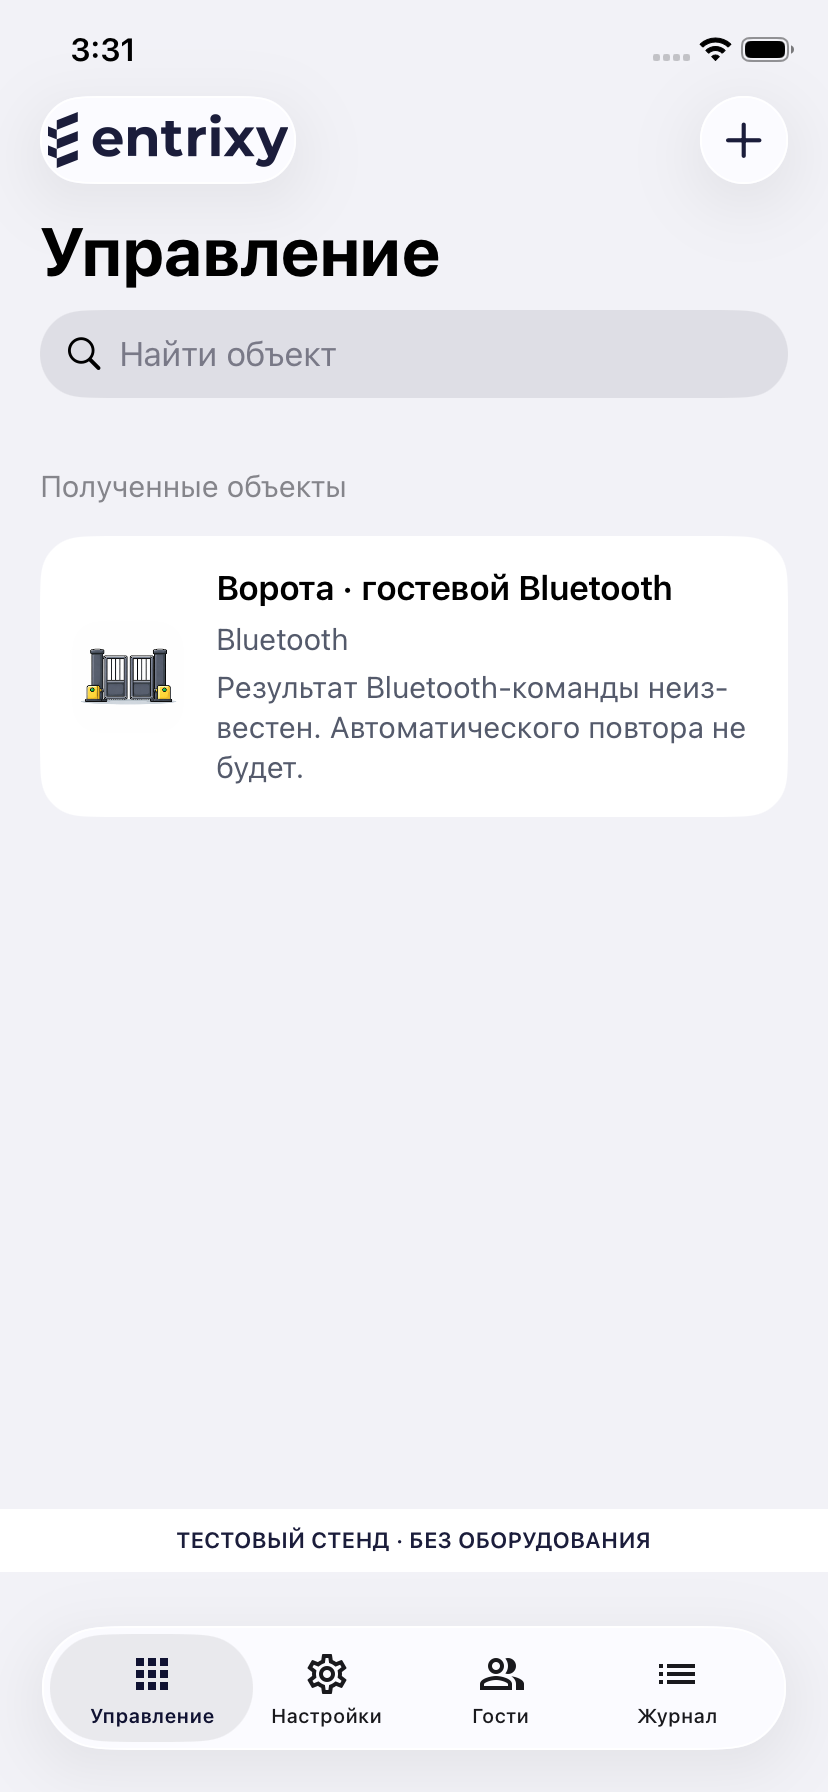 3:31
entrixy
Управление
Найти объект
Полученные объекты
Ворота · гостевой Bluetooth
Bluetooth
Результат Bluetooth-команды неиз-
вестен. Автоматического повтора не
будет.
ТЕСТОВЫЙ СТЕНД · БЕЗ ОБОРУДОВАНИЯ
Управление
Настройки
Гости
Журнал